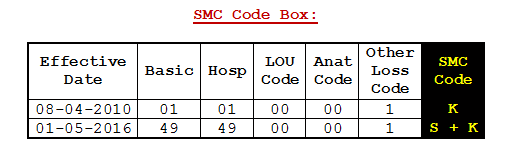 SMC Code Box:
Effective Date Basic Hosp LOU Code Anat Code Other Loss Code SMC Code
08-04-2010 01 01 00 00 1 K
01-05-2016 49 49 00 00 1 S + K